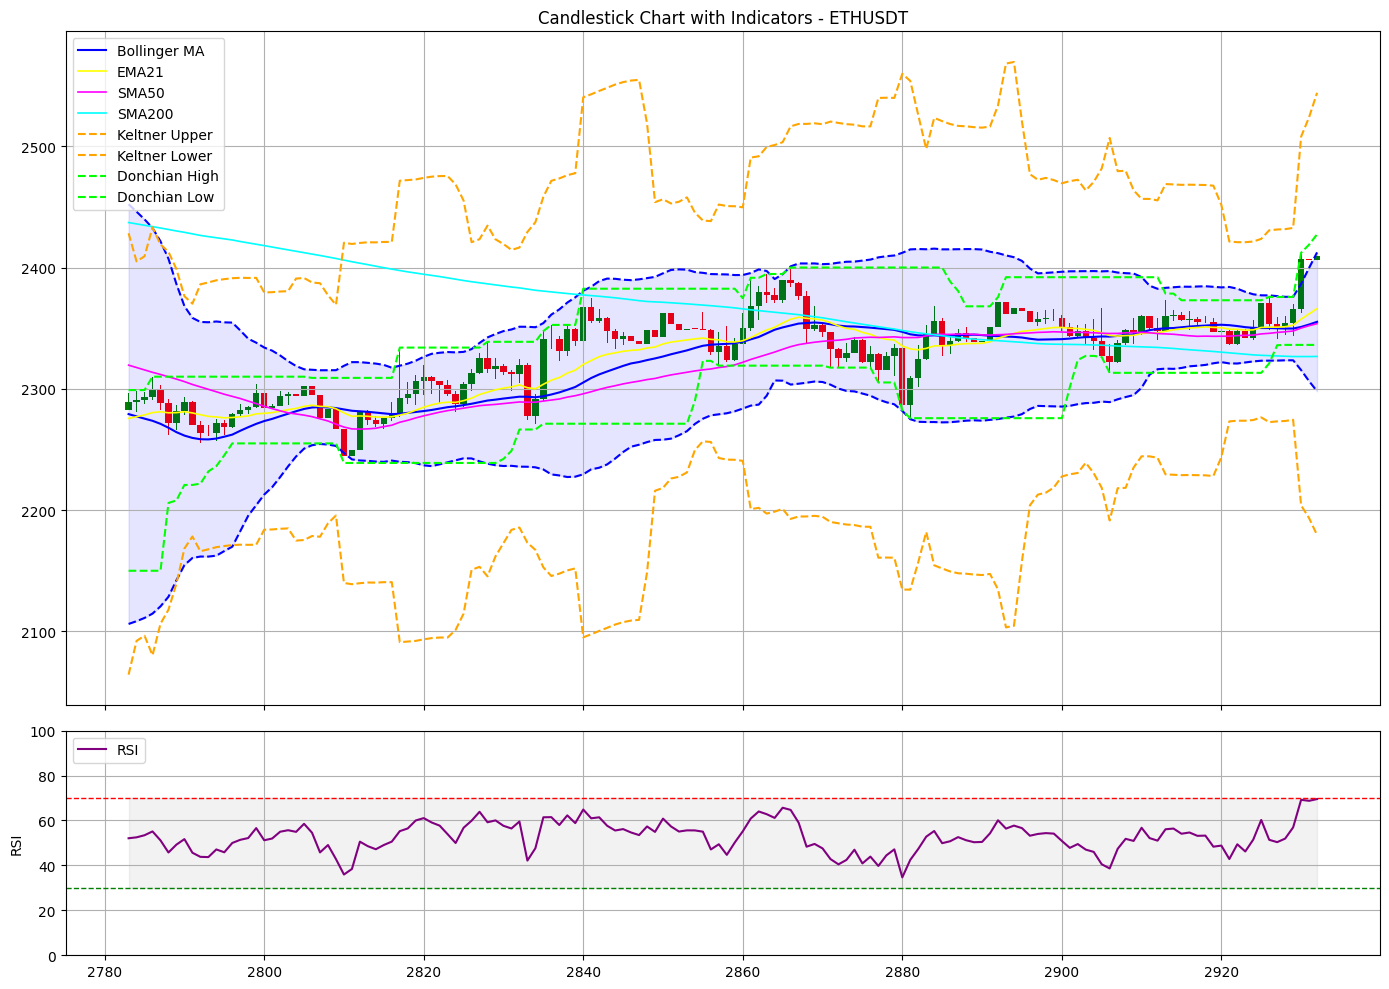 Candlestick Chart with Indicators - ETHUSDT
Bollinger MA
EMA21
SMA50
SMA200
Keltner Upper
Keltner Lower
Donchian High
Donchian Low
2500
2400
2300
2200
2100
RSI
100
80
60
40
20
0
RSI
2780 2800 2820 2840 2860 2880 2900 2920